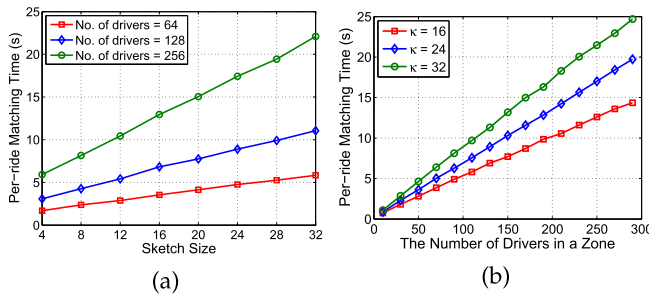 Per-ride Matching Time (s)
25
20
15
10
5
0
No. of drivers = 64
No. of drivers = 128
No. of drivers = 256
4 8 12 16 20 24 28 32
Sketch Size
(a)
Per-ride Matching Time (s)
25
20
15
10
5
0
κ = 16
κ = 24
κ = 32
0 50 100 150 200 250 300
The Number of Drivers in a Zone
(b)